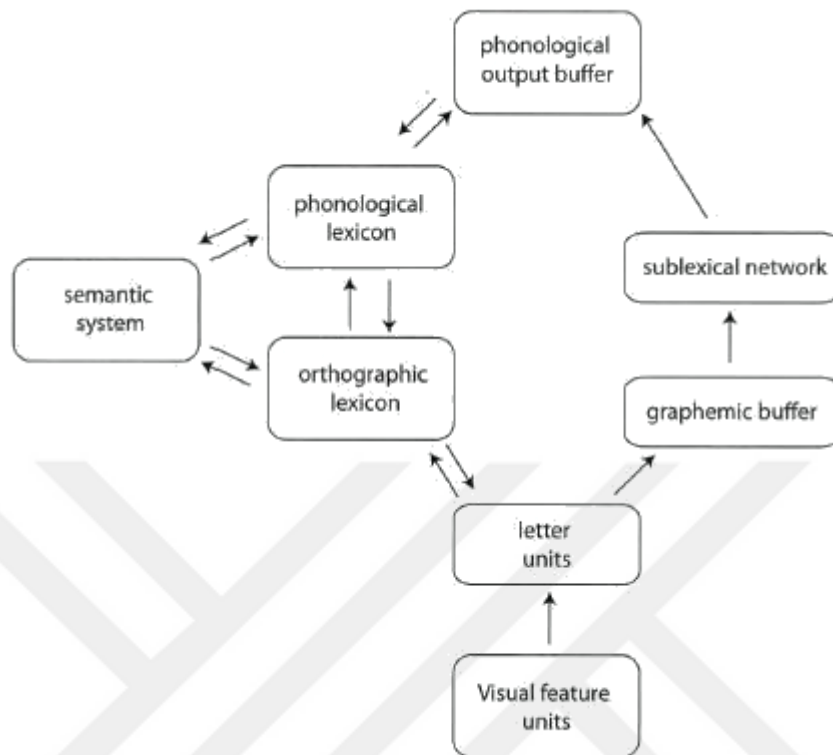 phonological
output buffer
phonological
lexicon
sublexical network
semantic
system
orthographic
lexicon
graphemic buffer
letter
units
Visual feature
units